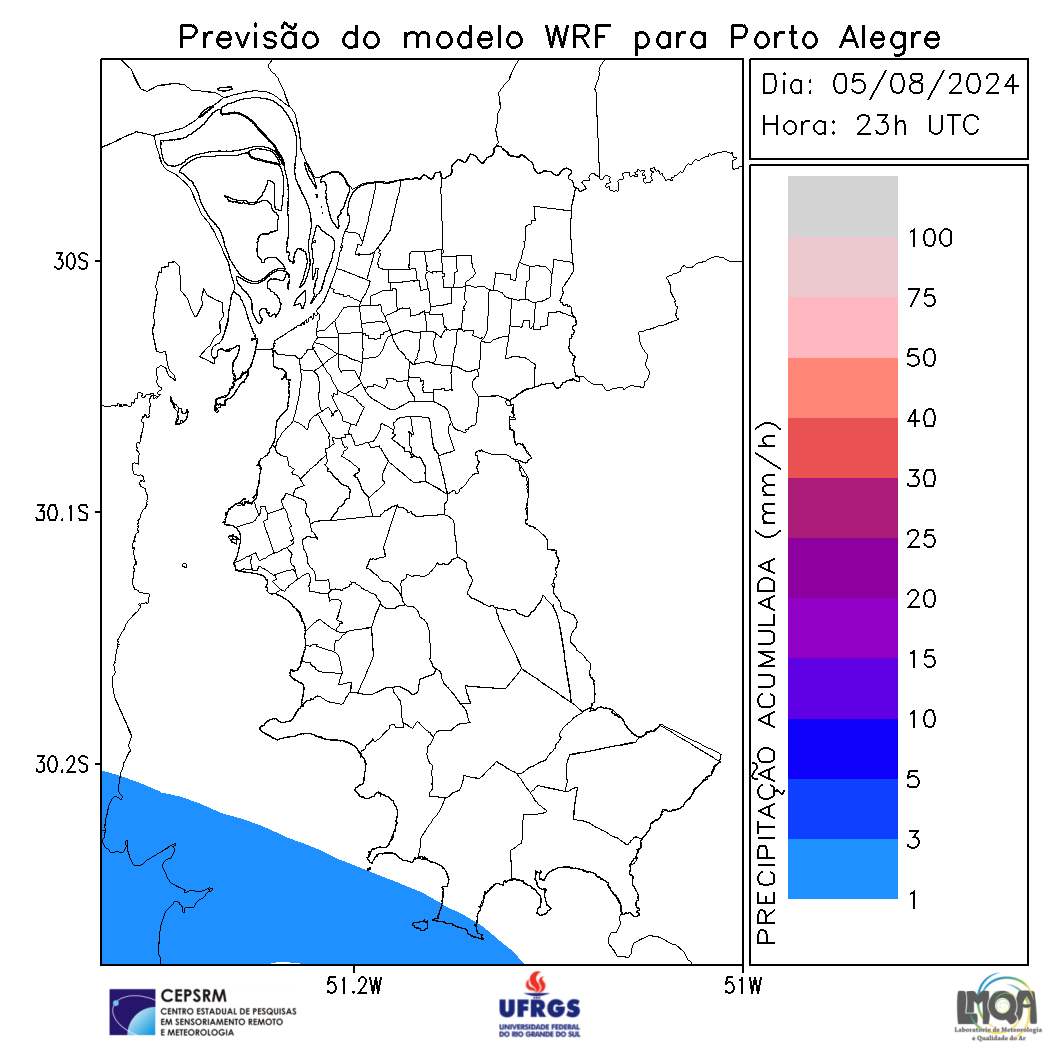 Previsão do modelo WRF para Porto Alegre
Dia: 05/08/2024
Hora: 23h UTC
30S
30.1S
30.2S
51.2W
51W
PRECIPITAÇÃO ACUMULADA (mm/h)
100
75
50
40
30
25
20
15
10
5
3
1
CEPSRM
CENTRO ESTADUAL DE PESQUISAS
EM SENSORIAMENTO REMOTO
E METEOROLOGIA
UFRGS
UNIVERSIDADE FEDERAL
DO RIO GRANDE DO SUL
LMQA
Laboratório de Meteorologia
e Qualidade do Ar